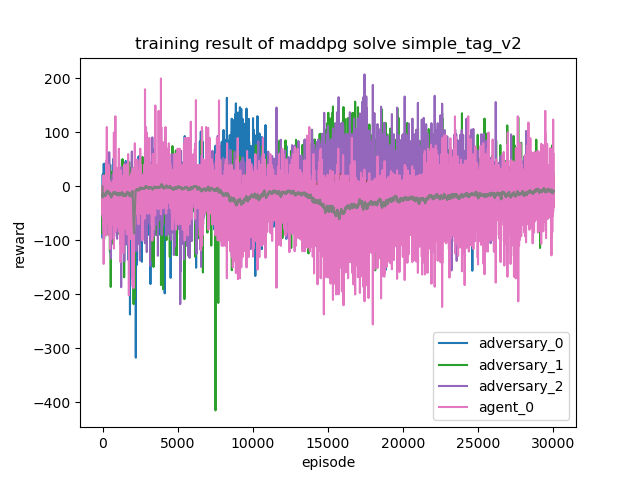 training result of maddpg solve simple_tag_v2
reward
200
100
0
−100
−200
−300
−400
0 5000 10000 15000 20000 25000 30000
episode
adversary_0
adversary_1
adversary_2
agent_0